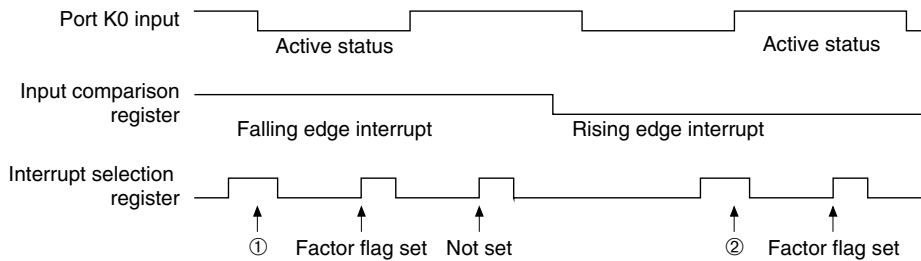 Port K0 input
Active status
Active status
Input comparison
register
Falling edge interrupt
Rising edge interrupt
Interrupt selection
register
①
Factor flag set
Not set
②
Factor flag set